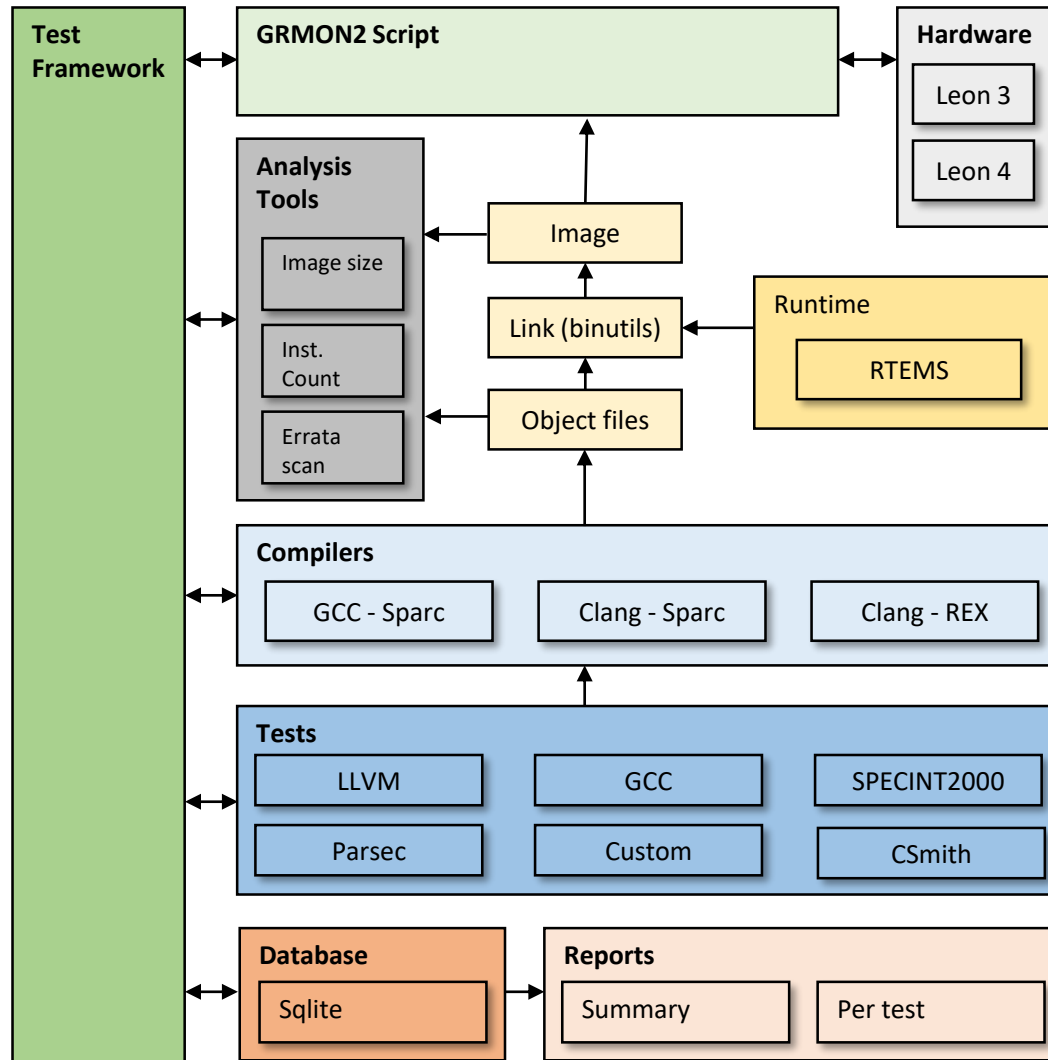 Test
Framework
GRMON2 Script
Hardware
Leon 3
Leon 4
Analysis
Tools
Image size
Inst.
Count
Errata
scan
Image
Link (binutils)
Object files
Runtime
RTEMS
Compilers
GCC - Sparc
Clang - Sparc
Clang - REX
Tests
LLVM
GCC
SPECINT2000
Parsec
Custom
CSmith
Database
Sqlite
Reports
Summary
Per test